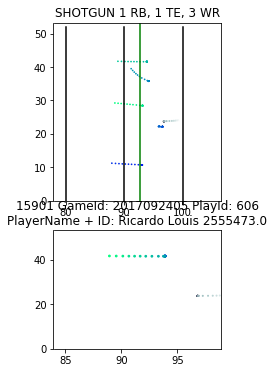 SHOTGUN 1 RB, 1 TE, 3 WR
50
40
30
20
10
0
80 90 100
15901 GameId: 2017092405 PlayId: 606
PlayerName + ID: Ricardo Louis 2555473.0
40
20
0
85 90 95